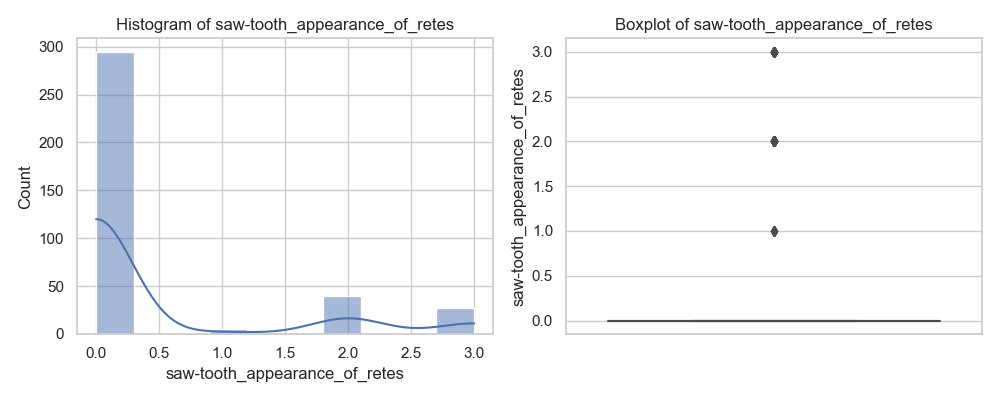 Histogram of saw-tooth_appearance_of_retes
300
250
200
150
100
50
0
Count
0.0 0.5 1.0 1.5 2.0 2.5 3.0
saw-tooth_appearance_of_retes
Boxplot of saw-tooth_appearance_of_retes
3.0
2.5
2.0
1.5
1.0
0.5
0.0
saw-tooth_appearance_of_retes